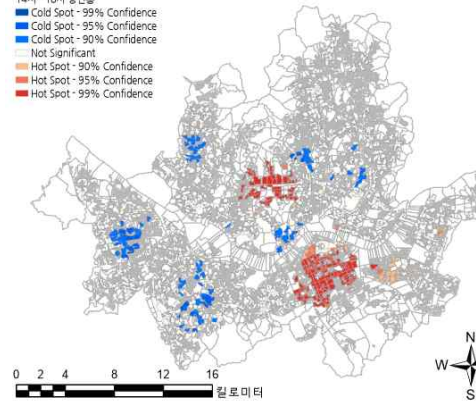 Cold Spot - 99% Confidence
Cold Spot - 95% Confidence
Cold Spot - 90% Confidence
Not Significant
Hot Spot - 90% Confidence
Hot Spot - 95% Confidence
Hot Spot - 99% Confidence
N
W E
S
0 2 4 8 12 16
킬로미터